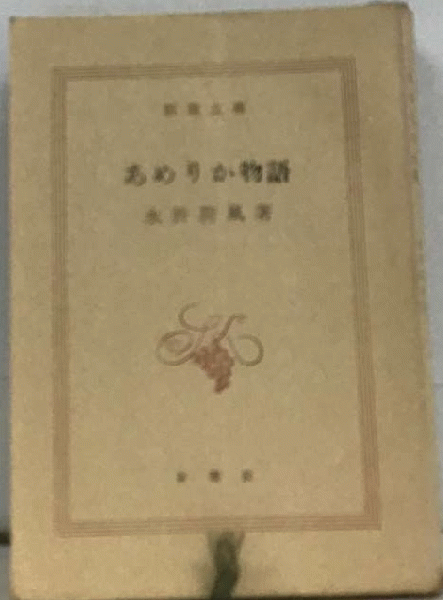 新潮文庫
あめりか物語
永井荷風著
新潮社